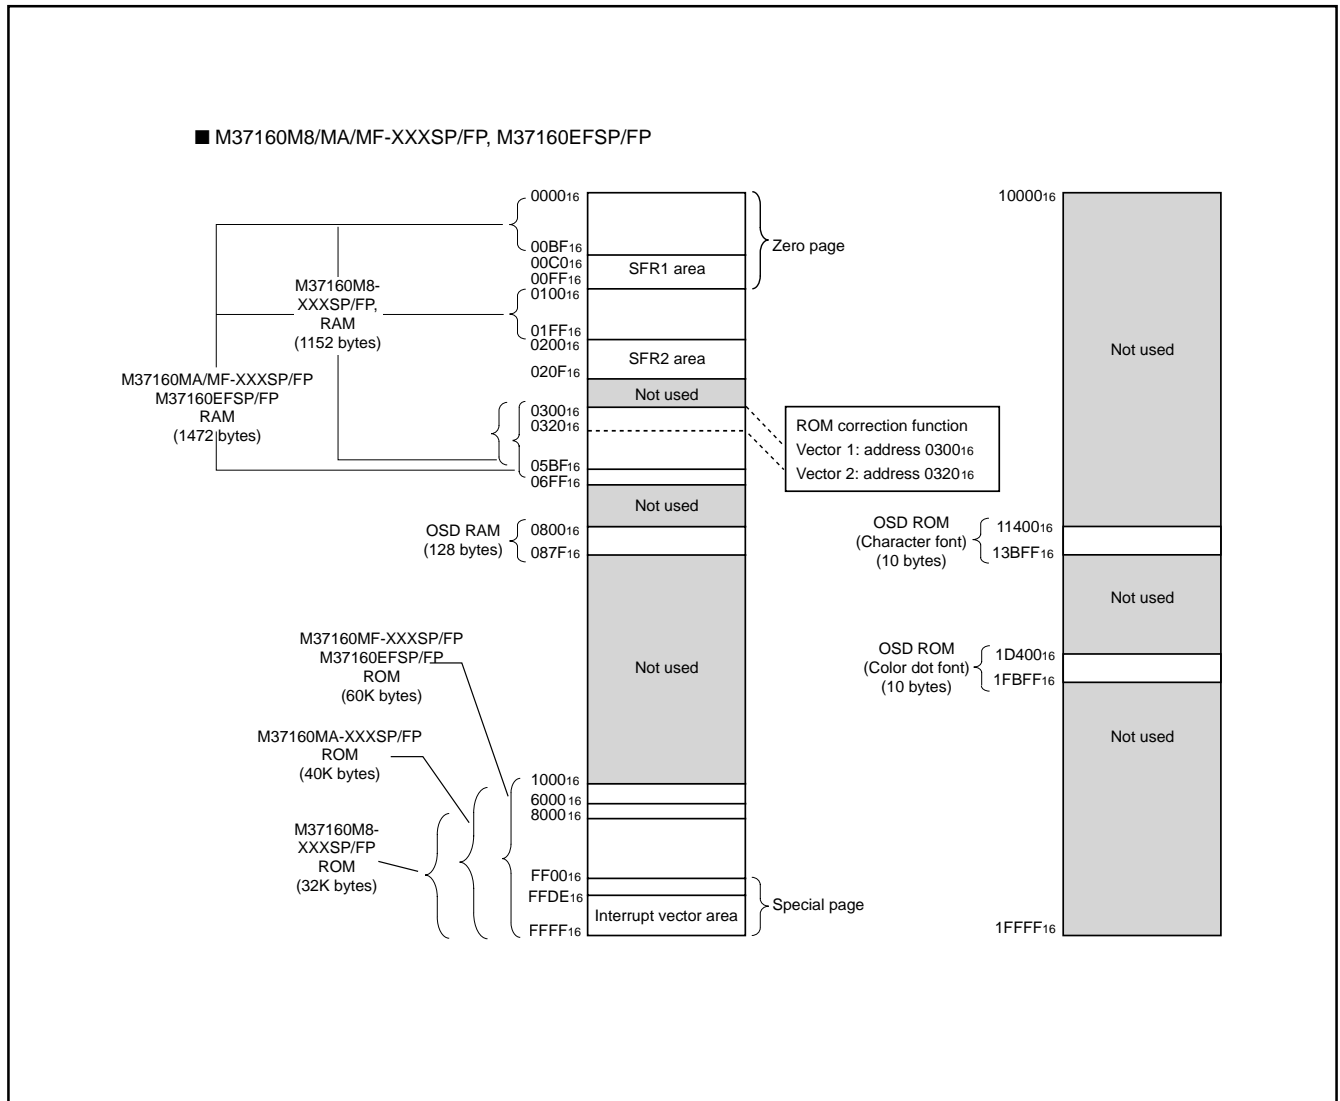 ■ M37160M8/MA/MF-XXXSP/FP, M37160EFSP/FP
000016
00BF16
00C016
00FF16
010016
01FF16
020016
020F16
030016
032016
05BF16
06FF16
080016
087F16
100016
600016
800016
FF0016
FFDE16
FFFF16
SFR1 area
SFR2 area
Not used
Not used
Not used
Interrupt vector area
Zero page
Special page
M37160M8-
XXXSP/FP,
RAM
(1152 bytes)
M37160MA/MF-XXXSP/FP
M37160EFSP/FP
RAM
(1472 bytes)
ROM correction function
Vector 1: address 030016
Vector 2: address 032016
OSD RAM
(128 bytes)
M37160MF-XXXSP/FP
M37160EFSP/FP
ROM
(60K bytes)
M37160MA-XXXSP/FP
ROM
(40K bytes)
M37160M8-
XXXSP/FP
ROM
(32K bytes)
1000016
Not used
OSD ROM
(Character font)
(10 bytes)
1140016
13BFF16
Not used
OSD ROM
(Color dot font)
(10 bytes)
1D40016
1FBFF16
Not used
1FFFF16